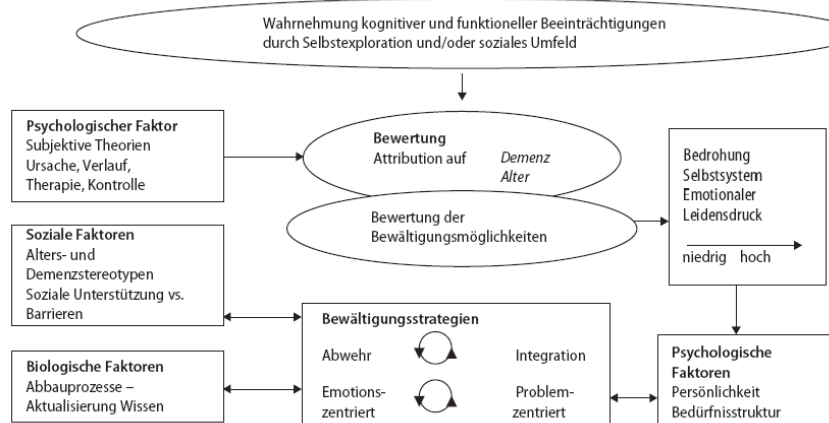 Wahrnehmung kognitiver und funktioneller Beeinträchtigungen
durch Selbstexploration und/oder soziales Umfeld
Psychologischer Faktor
Subjektive Theorien
Ursache, Verlauf,
Therapie, Kontrolle
Bewertung
Attribution auf Demenz
Alter
Bewertung der
Bewältigungsmöglichkeiten
Bedrohung
Selbstsystem
Emotionaler
Leidensdruck
niedrig hoch
Soziale Faktoren
Alters- und
Demenzstereotypen
Soziale Unterstützung vs.
Barrieren
Biologische Faktoren
Abbauprozesse –
Aktualisierung Wissen
Bewältigungsstrategien
Abwehr Integration
Emotions- Problem-
zentriert zentriert
Psychologische
Faktoren
Persönlichkeit
Bedürfnisstruktur